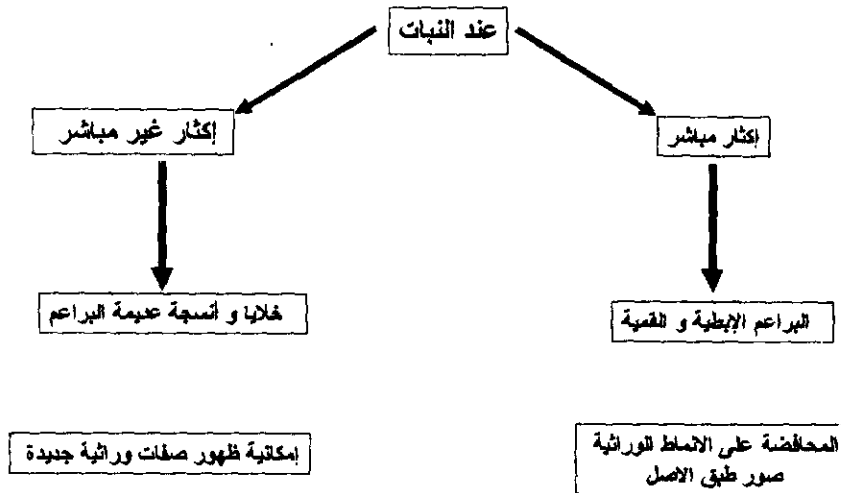 عند النبات
إكثار مباشر
إكثار غير مباشر
البراعم الإبطية و القمية
خلايا و أنسجة عديمة البراعم
المحافضة على الانماط الوراثية
صور طبق الاصل
إمكانية ظهور صفات وراثية جديدة